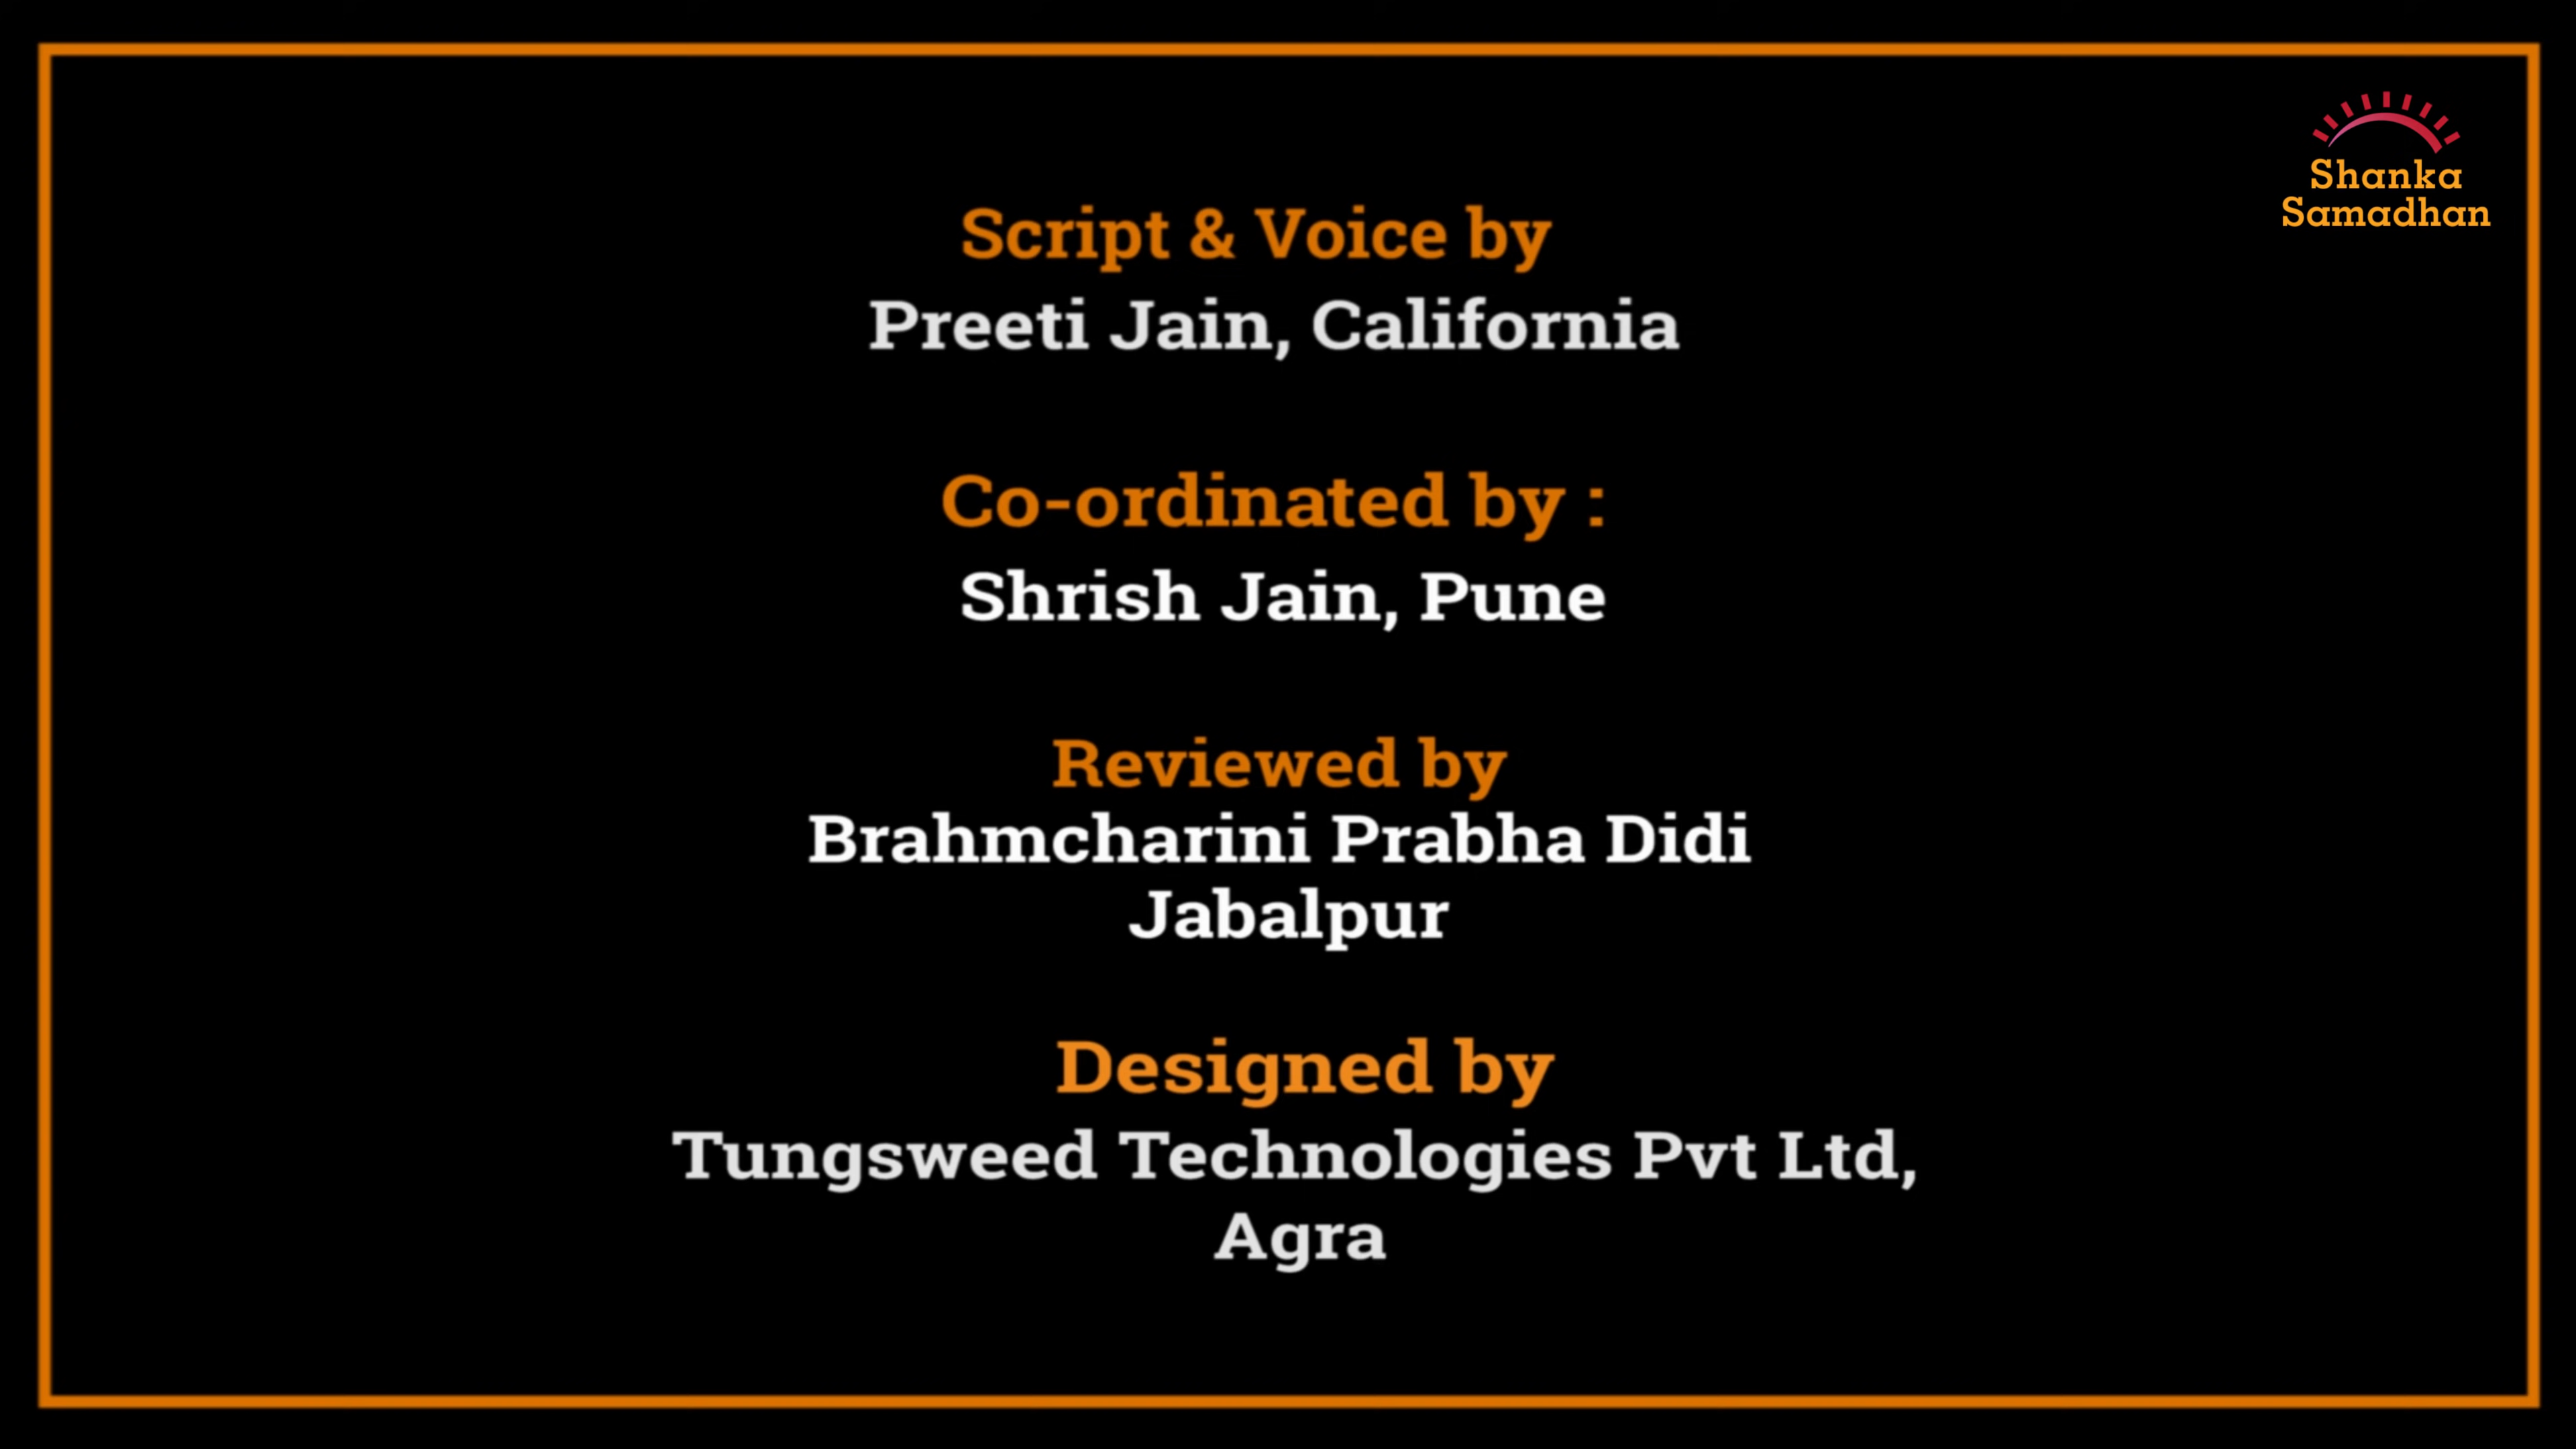 Shanka
Samadhan
Script & Voice by
Preeti Jain, California
Co-ordinated by :
Shrish Jain, Pune
Reviewed by
Brahmcharini Prabha Didi
Jabalpur
Designed by
Tungsweed Technologies Pvt Ltd,
Agra